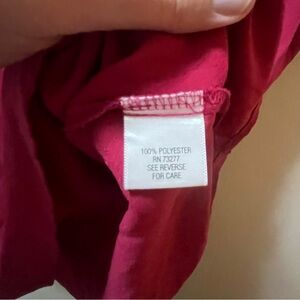 100% POLYESTER
RN 73277
SEE REVERSE
FOR CARE